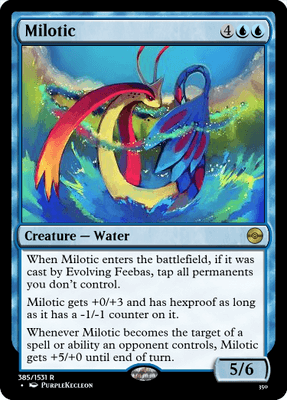 Milotic 4
Creature — Water
When Milotic enters the battlefield, if it was
cast by Evolving Feebas, tap all permanents
you don't control.
Milotic gets +0/+3 and has hexproof as long
as it has a -1/-1 counter on it.
Whenever Milotic becomes the target of a
spell or ability an opponent controls, Milotic
gets +5/+0 until end of turn.
5/6
385/1531 R
• PurpleKecleon
350